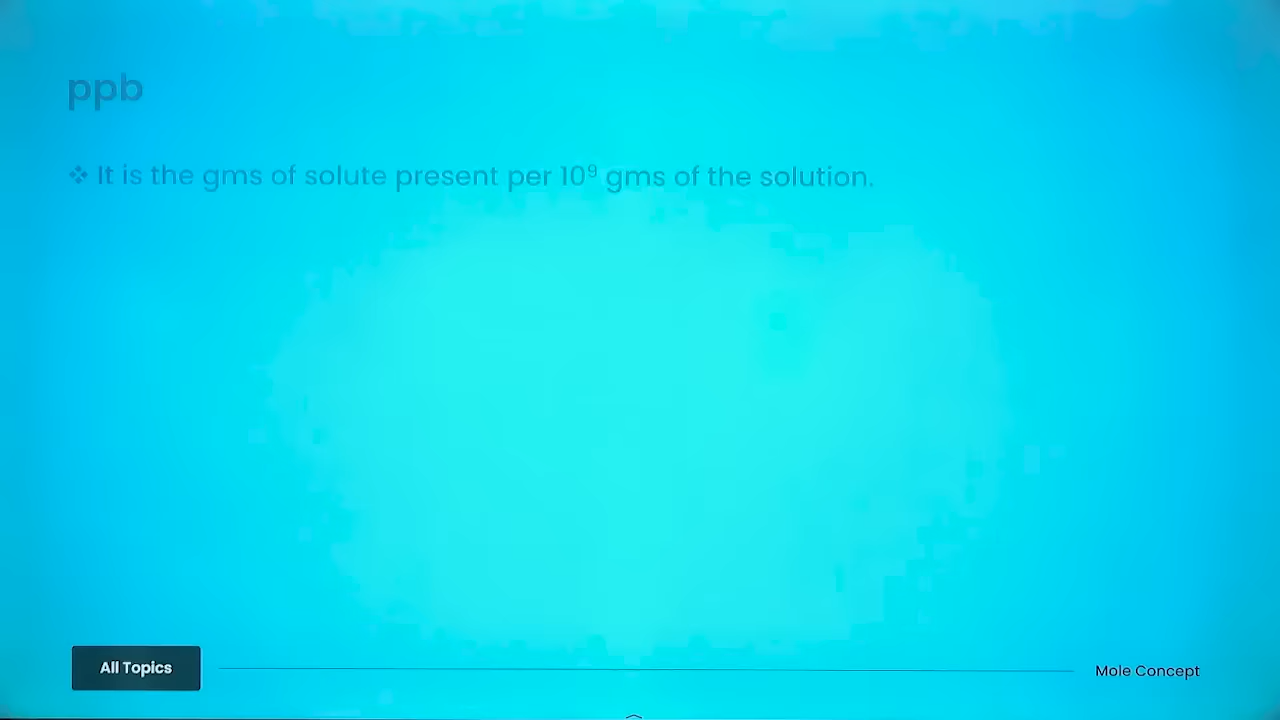 ppb
❖ It is the gms of solute present per 10⁹ gms of the solution.
All Topics
Mole Concept